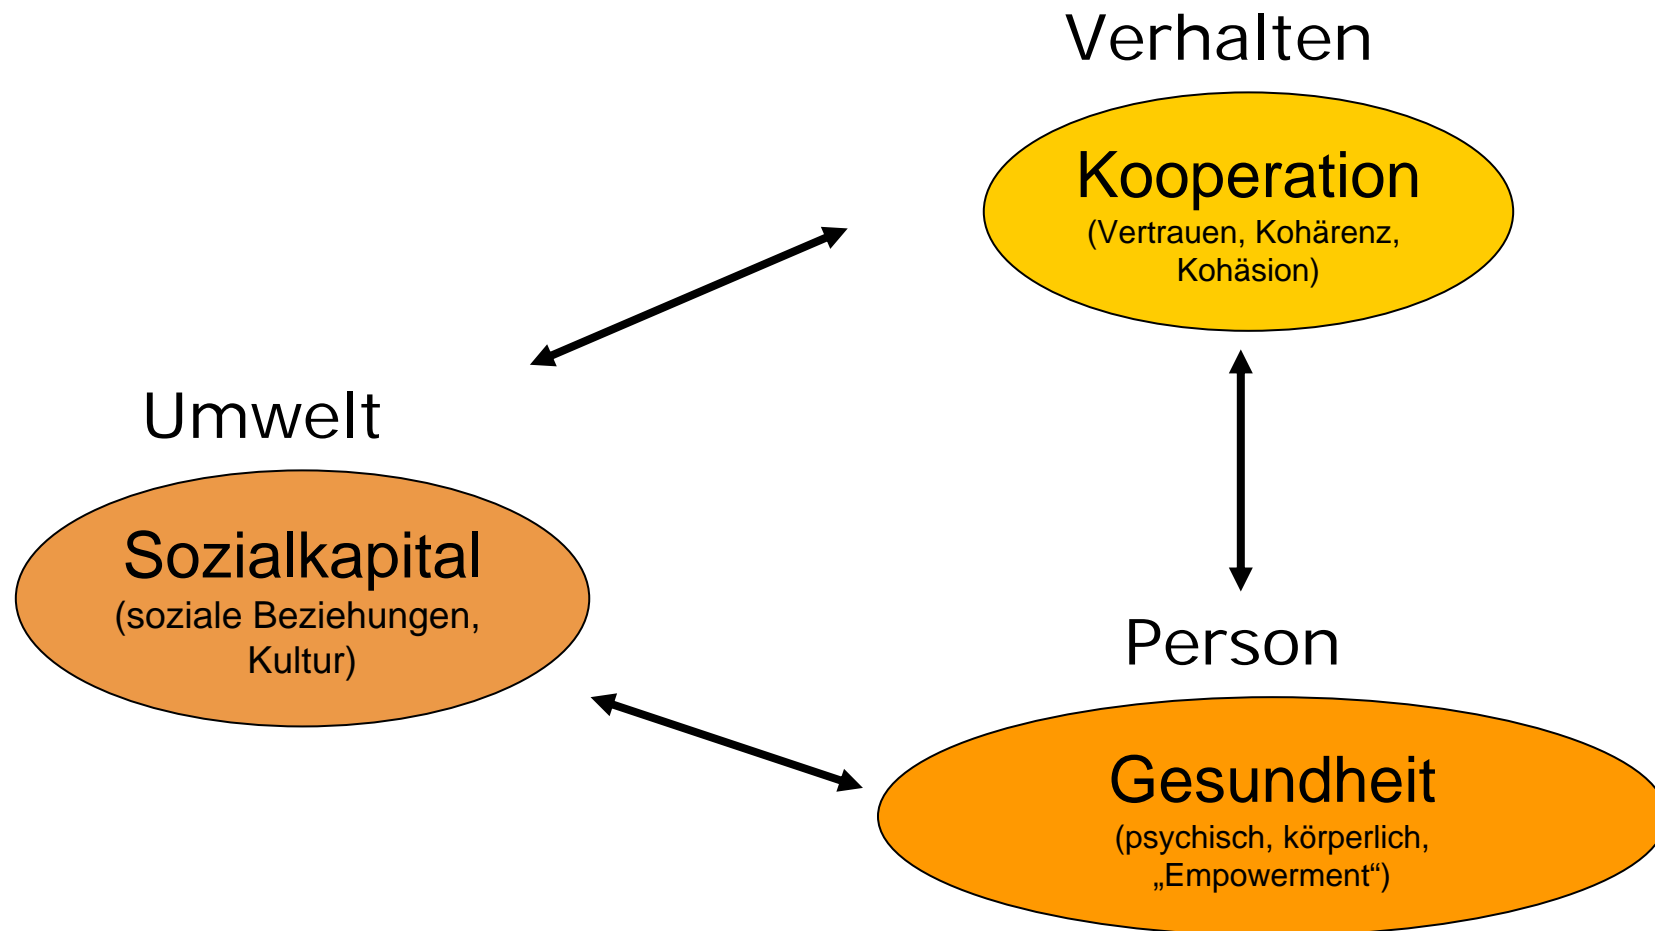 Verhalten
Kooperation
(Vertrauen, Kohärenz,
Kohäsion)
Umwelt
Sozialkapital
(soziale Beziehungen,
Kultur)
Person
Gesundheit
(psychisch, körperlich,
„Empowerment“)